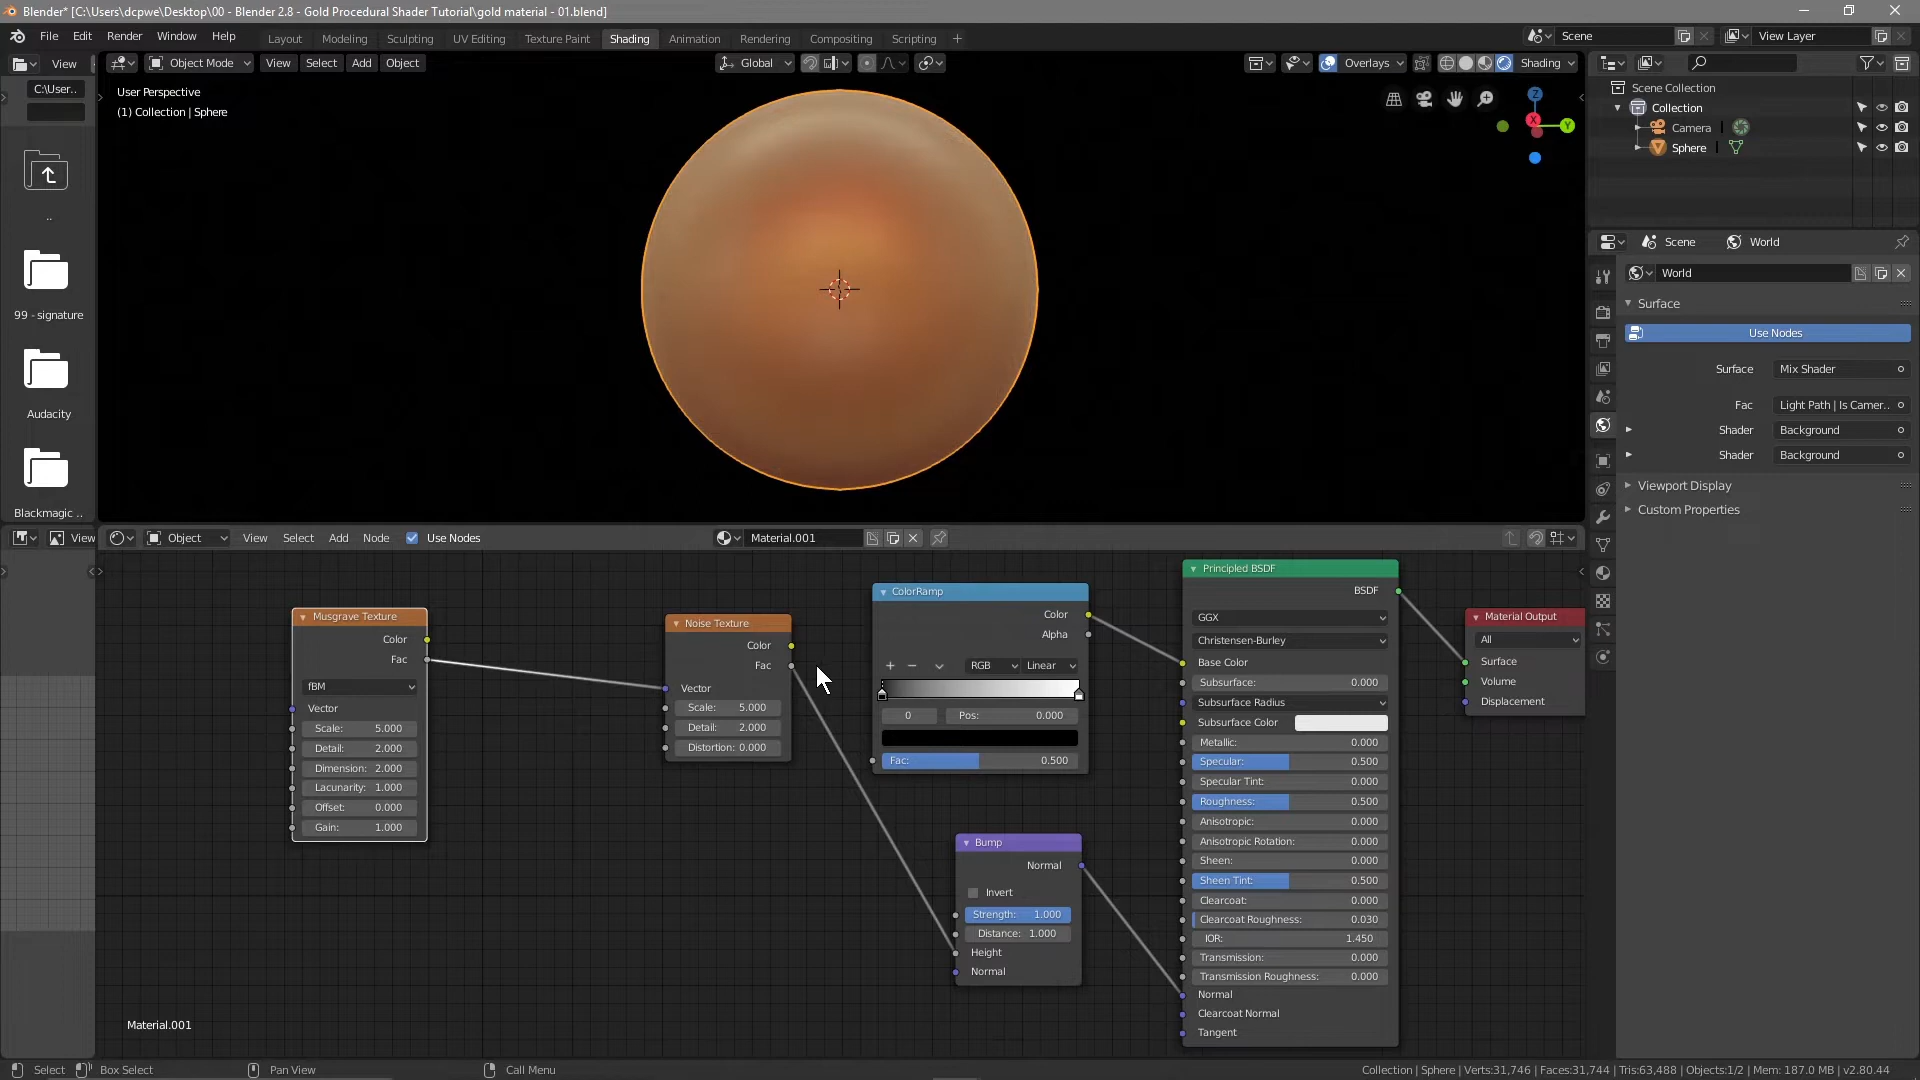 Blender* [C:\Users\dcpwe\Desktop\00 - Blender 2.8 - Gold Procedural Shader Tutorial\gold material - 01.blend]
File Edit Render Window Help Layout Modeling Sculpting UV Editing Texture Paint Shading Animation Rendering Compositing Scripting + Scene View Layer
View Object Mode View Select Add Object Global Overlays Shading
C:\User..
User Perspective
(1) Collection | Sphere
Z
X
Y
..
99 - signature
Audacity
Blackmagic ..
Scene Collection
Collection
Camera
Sphere
Scene World
World
Surface
Use Nodes
Surface Mix Shader
Fac Light Path | Is Camer..
Shader Background
Shader Background
Viewport Display
Custom Properties
View Object View Select Add Node Use Nodes Material.001
Musgrave Texture
Color
Fac
fBM
Vector
Scale: 5.000
Detail: 2.000
Dimension: 2.000
Lacunarity: 1.000
Offset: 0.000
Gain: 1.000
Noise Texture
Color
Fac
Vector
Scale: 5.000
Detail: 2.000
Distortion: 0.000
ColorRamp
Color
Alpha
+ − RGB Linear
0 Pos: 0.000
Fac: 0.500
Bump
Normal
Invert
Strength: 1.000
Distance: 1.000
Height
Normal
Principled BSDF
BSDF
GGX
Christensen-Burley
Base Color
Subsurface: 0.000
Subsurface Radius
Subsurface Color
Metallic: 0.000
Specular: 0.500
Specular Tint: 0.000
Roughness: 0.500
Anisotropic: 0.000
Anisotropic Rotation: 0.000
Sheen: 0.000
Sheen Tint: 0.500
Clearcoat: 0.000
Clearcoat Roughness: 0.030
IOR: 1.450
Transmission: 0.000
Transmission Roughness: 0.000
Normal
Clearcoat Normal
Tangent
Material Output
All
Surface
Volume
Displacement
Material.001
Select Box Select Pan View Call Menu Collection | Sphere | Verts:31,746 | Faces:31,744 | Tris:63,488 | Objects:1/2 | Mem: 187.0 MB | v2.80.44